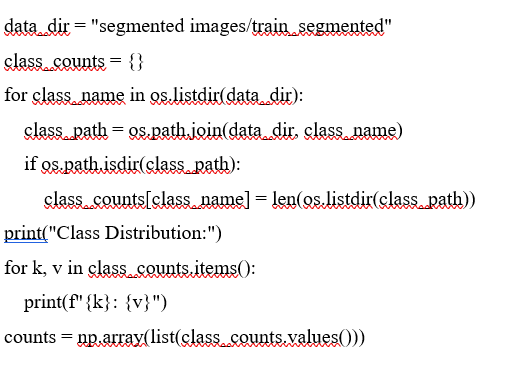 data_dir = "segmented images/train_segmented"
class_counts = {}
for class_name in os.listdir(data_dir):
class_path = os.path.join(data_dir, class_name)
if os.path.isdir(class_path):
class_counts[class_name] = len(os.listdir(class_path))
print("Class Distribution:")
for k, v in class_counts.items():
print(f"{k}: {v}")
counts = np.array(list(class_counts.values()))